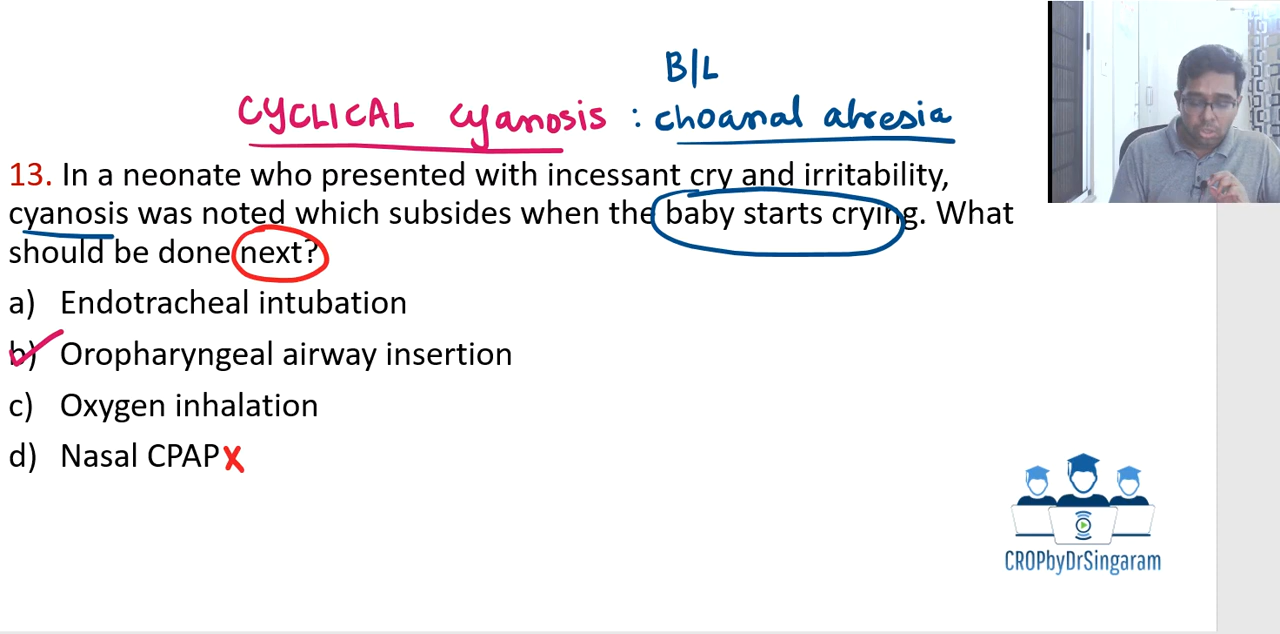 B/L
CYCLICAL cyanosis : choanal atresia
13. In a neonate who presented with incessant cry and irritability,
cyanosis was noted which subsides when the baby starts crying. What
should be done next?
a) Endotracheal intubation
b) Oropharyngeal airway insertion
c) Oxygen inhalation
d) Nasal CPAP X
CROPbyDrSingaram